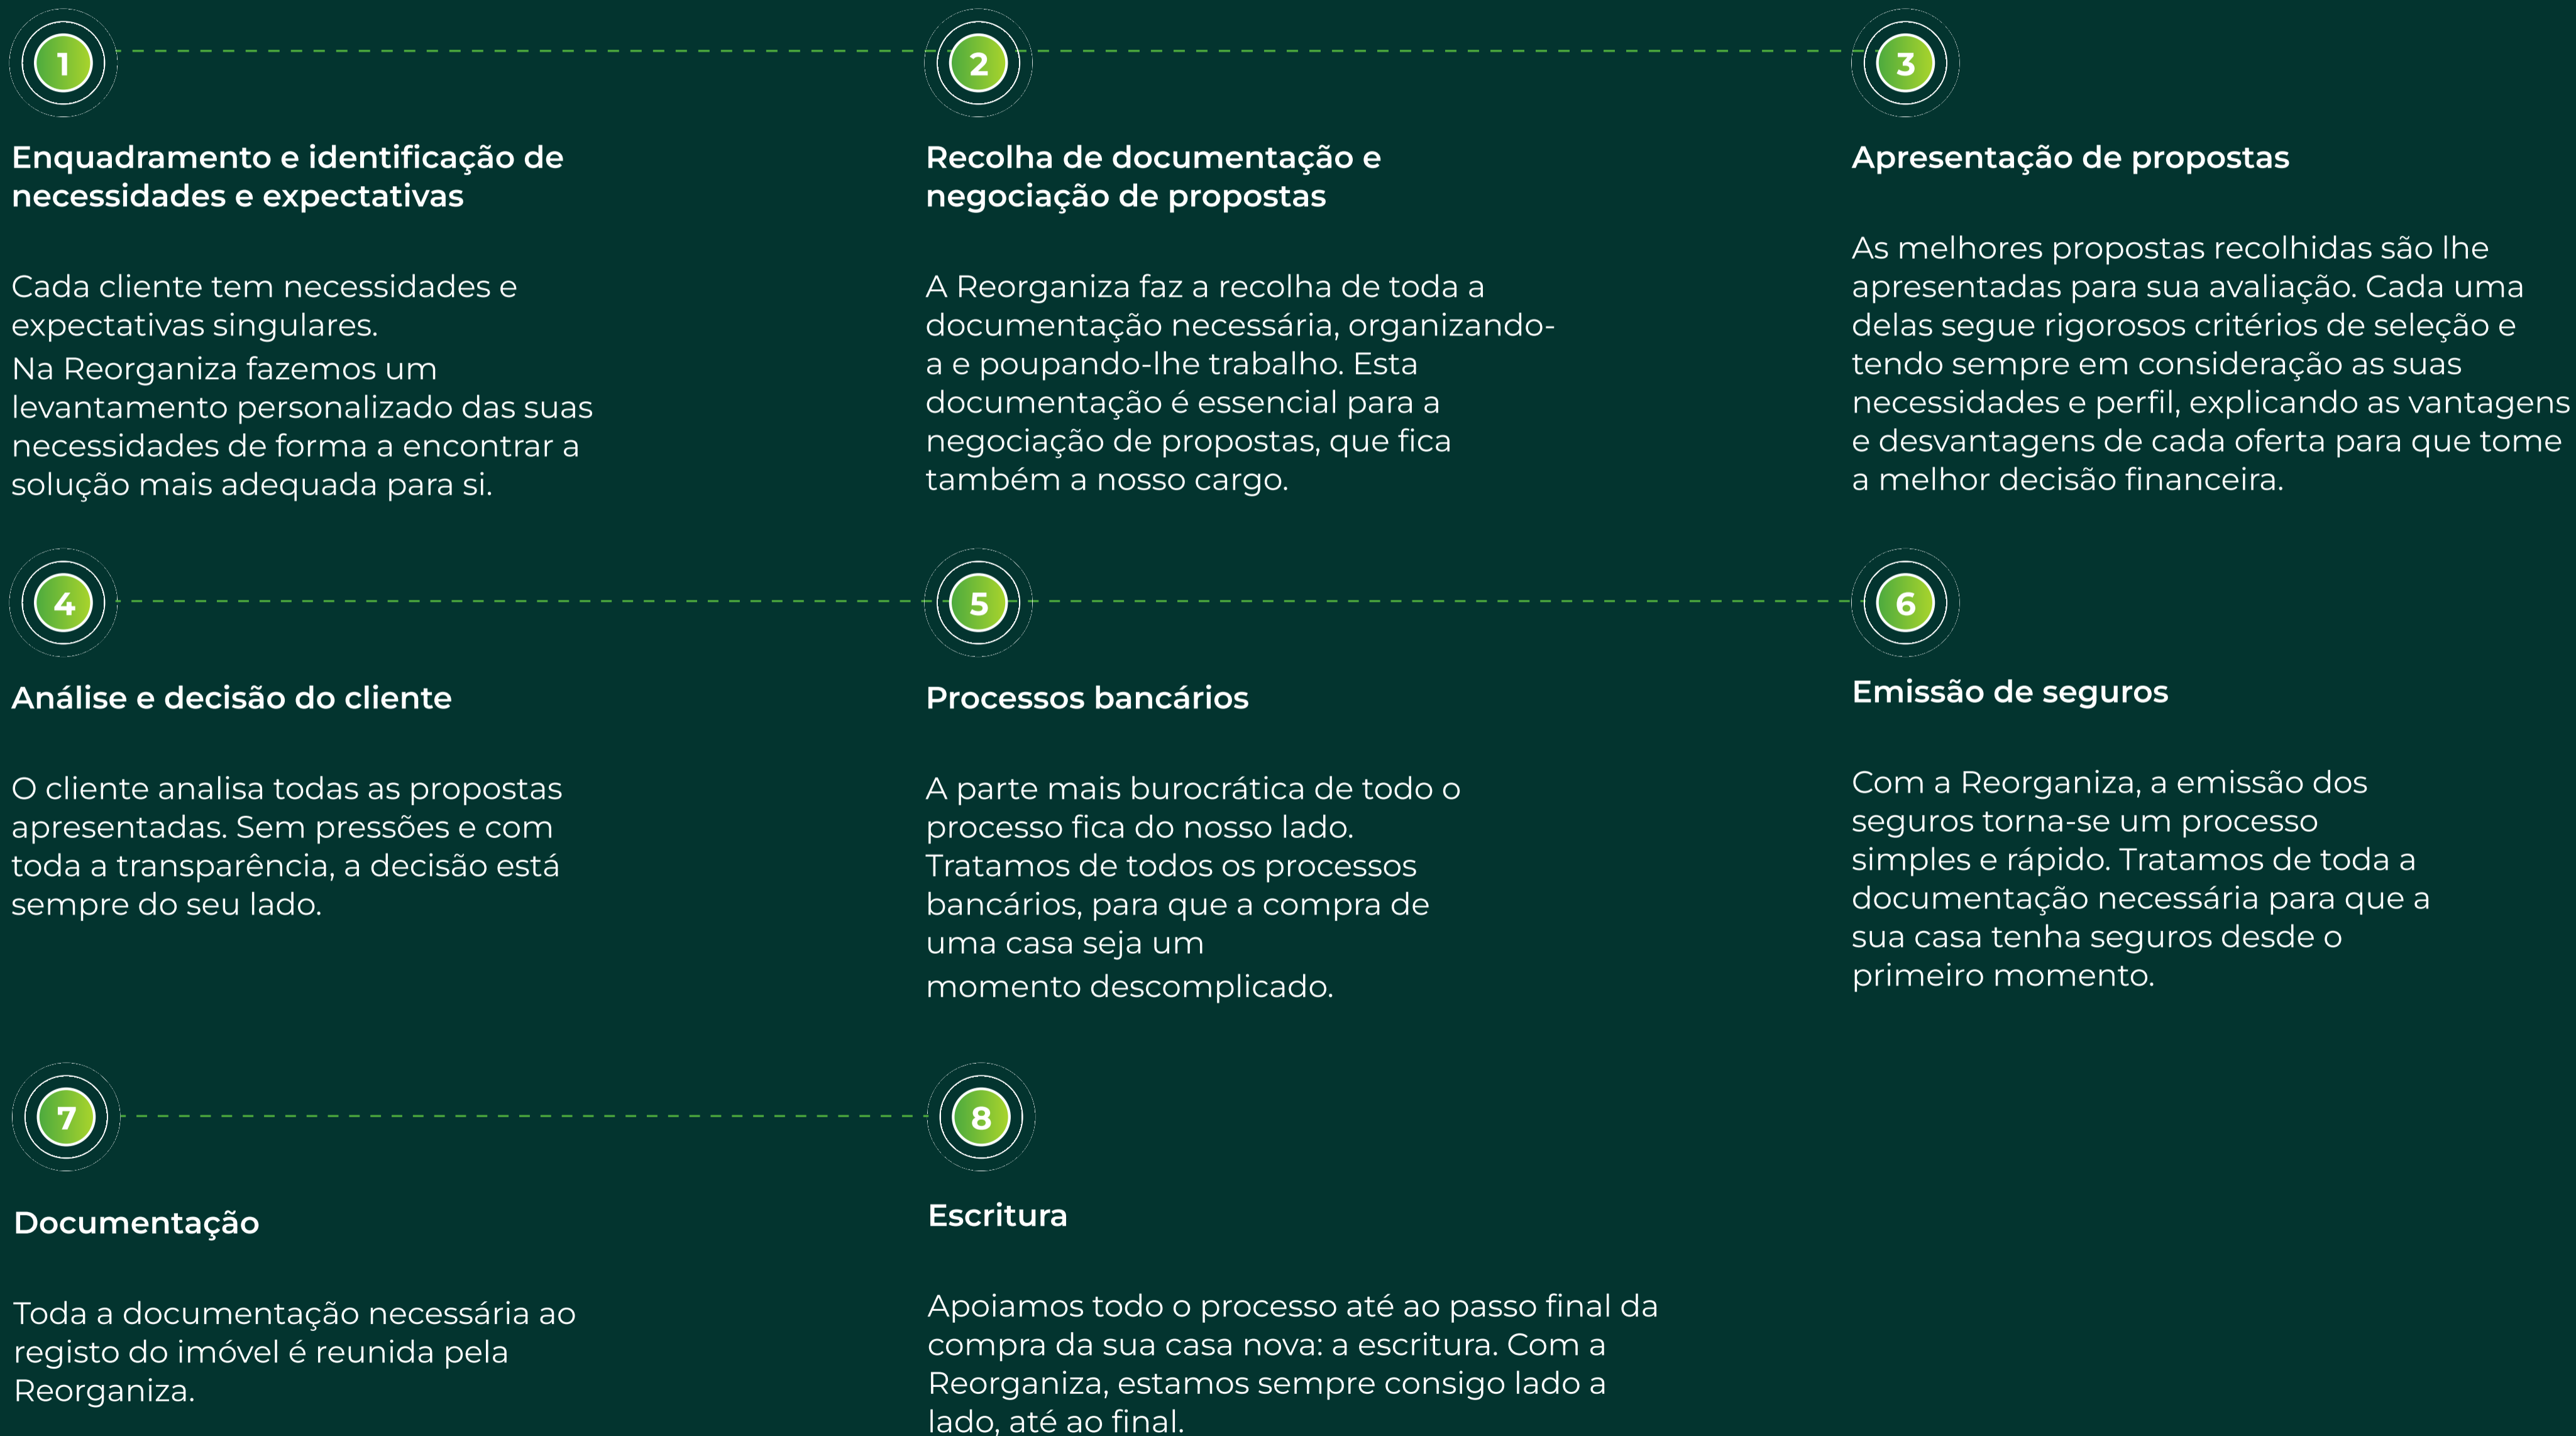 1
Enquadramento e identificação de
necessidades e expectativas
Cada cliente tem necessidades e
expectativas singulares.
Na Reorganiza fazemos um
levantamento personalizado das suas
necessidades de forma a encontrar a
solução mais adequada para si.
2
Recolha de documentação e
negociação de propostas
A Reorganiza faz a recolha de toda a
documentação necessária, organizando-
a e poupando-lhe trabalho. Esta
documentação é essencial para a
negociação de propostas, que fica
também a nosso cargo.
3
Apresentação de propostas
As melhores propostas recolhidas são lhe
apresentadas para sua avaliação. Cada uma
delas segue rigorosos critérios de seleção e
tendo sempre em consideração as suas
necessidades e perfil, explicando as vantagens
e desvantagens de cada oferta para que tome
a melhor decisão financeira.
4
Análise e decisão do cliente
O cliente analisa todas as propostas
apresentadas. Sem pressões e com
toda a transparência, a decisão está
sempre do seu lado.
5
Processos bancários
A parte mais burocrática de todo o
processo fica do nosso lado.
Tratamos de todos os processos
bancários, para que a compra de
uma casa seja um
momento descomplicado.
6
Emissão de seguros
Com a Reorganiza, a emissão dos
seguros torna-se um processo
simples e rápido. Tratamos de toda a
documentação necessária para que a
sua casa tenha seguros desde o
primeiro momento.
7
Documentação
Toda a documentação necessária ao
registo do imóvel é reunida pela
Reorganiza.
8
Escritura
Apoiamos todo o processo até ao passo final da
compra da sua casa nova: a escritura. Com a
Reorganiza, estamos sempre consigo lado a
lado, até ao final.